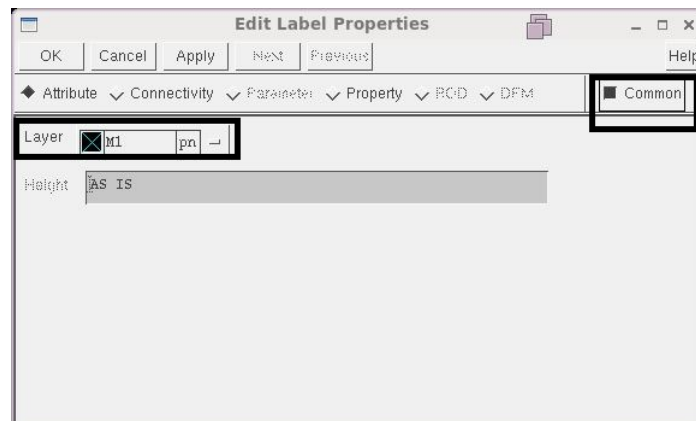 Edit Label Properties
OK Cancel Apply Next Previous Help
Attribute Connectivity Parameter Property ROD DFM Common
Layer M1 pn
Height AS IS